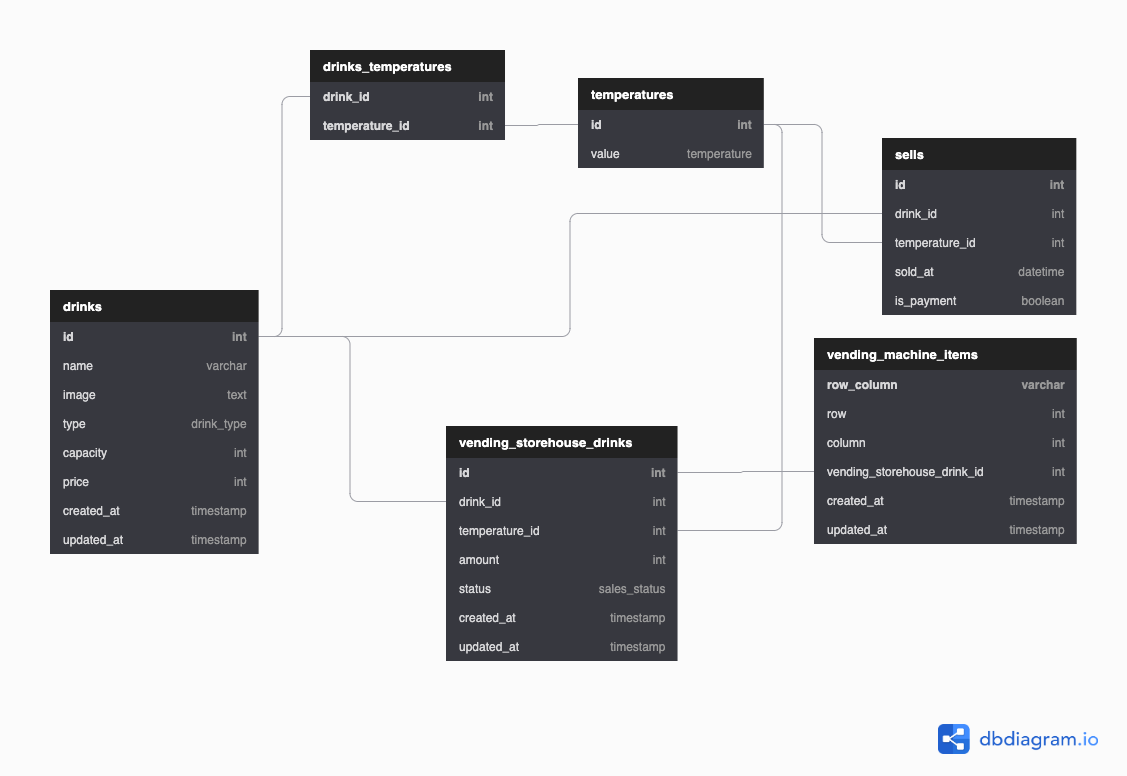 drinks_temperatures
drink_id int
temperature_id int
temperatures
id int
value temperature
sells
id int
drink_id int
temperature_id int
sold_at datetime
is_payment boolean
drinks
id int
name varchar
image text
type drink_type
capacity int
price int
created_at timestamp
updated_at timestamp
vending_machine_items
row_column varchar
row int
column int
vending_storehouse_drink_id int
created_at timestamp
updated_at timestamp
vending_storehouse_drinks
id int
drink_id int
temperature_id int
amount int
status sales_status
created_at timestamp
updated_at timestamp
dbdiagram.io